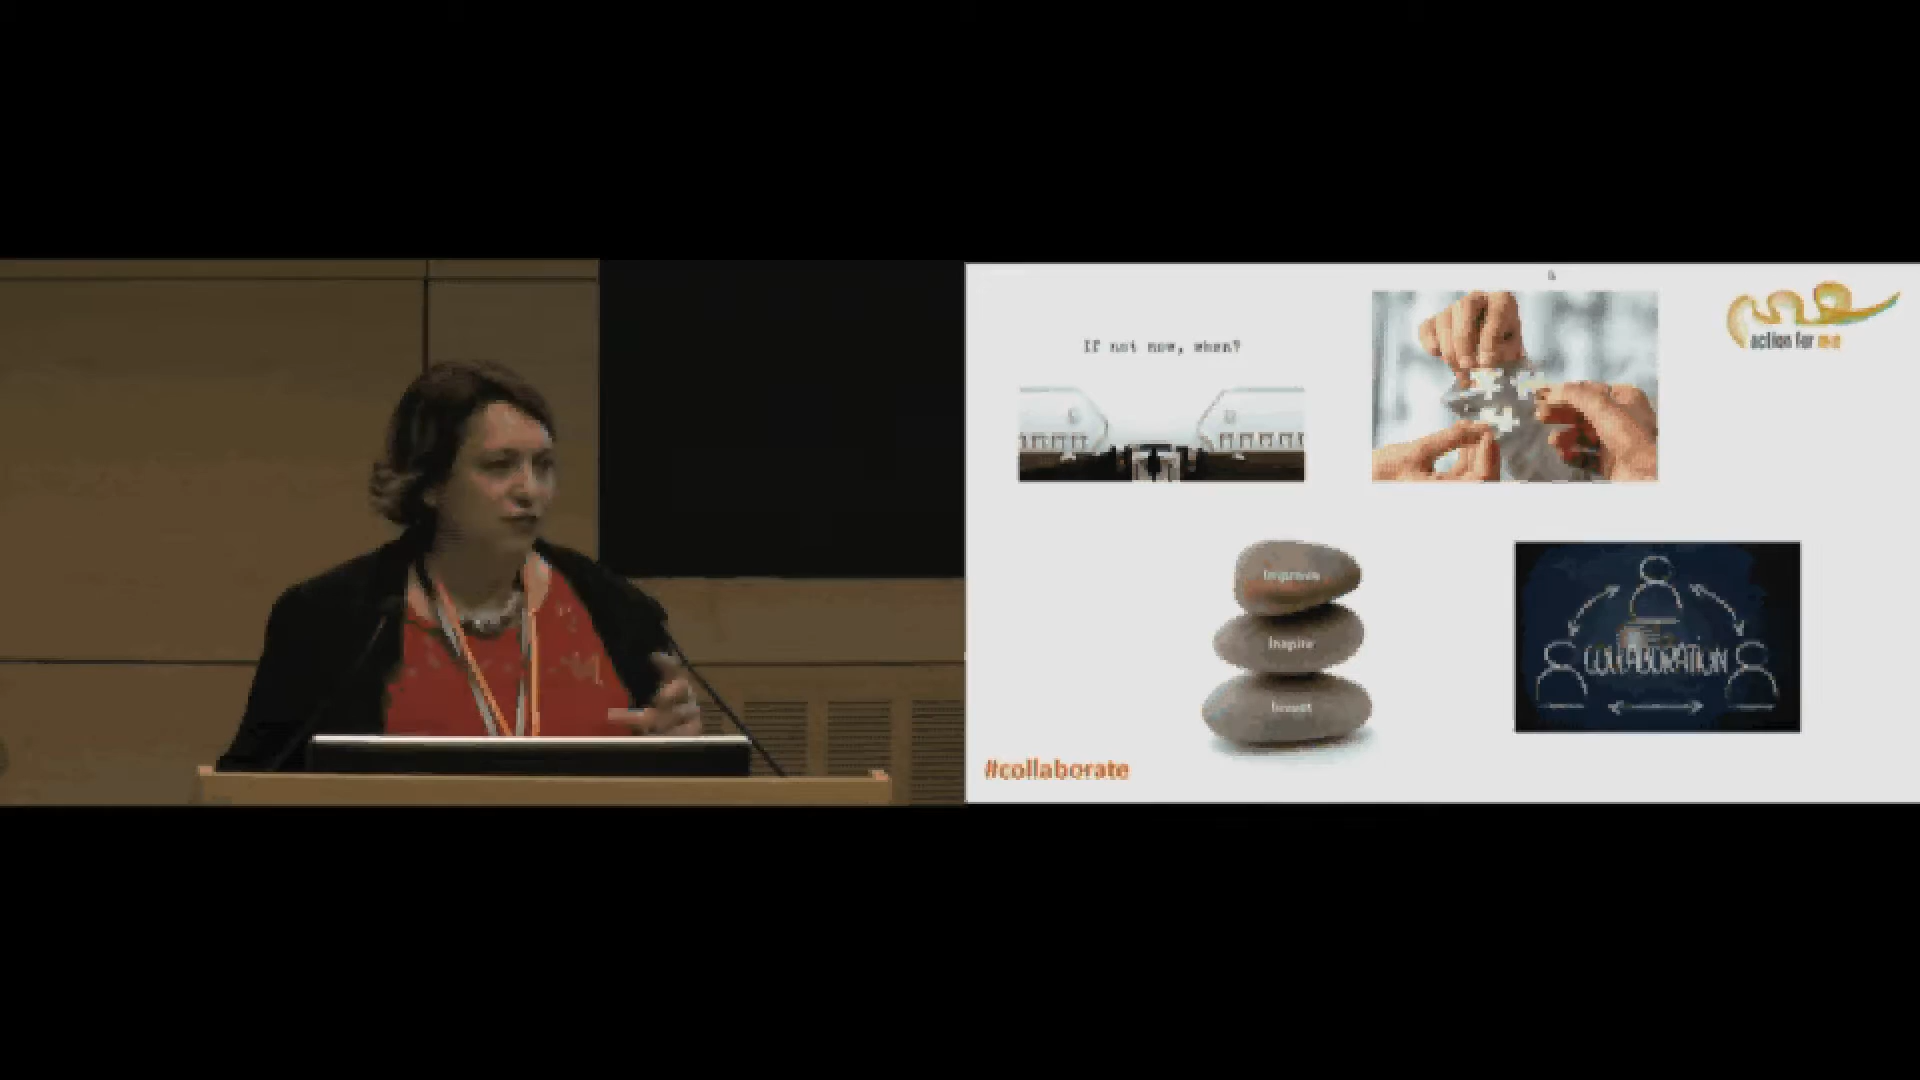 If not now, when?
action for m.e
Improve
Inspire
Invest
COLLABORATION
#collaborate